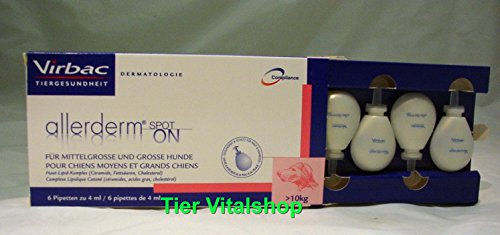 Virbac
TIERGESUNDHEIT
DERMATOLOGIE
Compliance
allerderm® SPOT ON
FÜR MITTELGROSSE UND GROSSE HUNDE
POUR CHIENS MOYENS ET GRANDS CHIENS
Haut-Lipid-Komplex (Ceramide, Fettsäuren, Cholesterol)
Complexe Lipidique Cutané (céramides, acides gras, cholestérol)
6 Pipetten zu 4 ml / 6 pipettes de 4 ml
>10kg
Virbac
Virbac
Tier Vitalshop